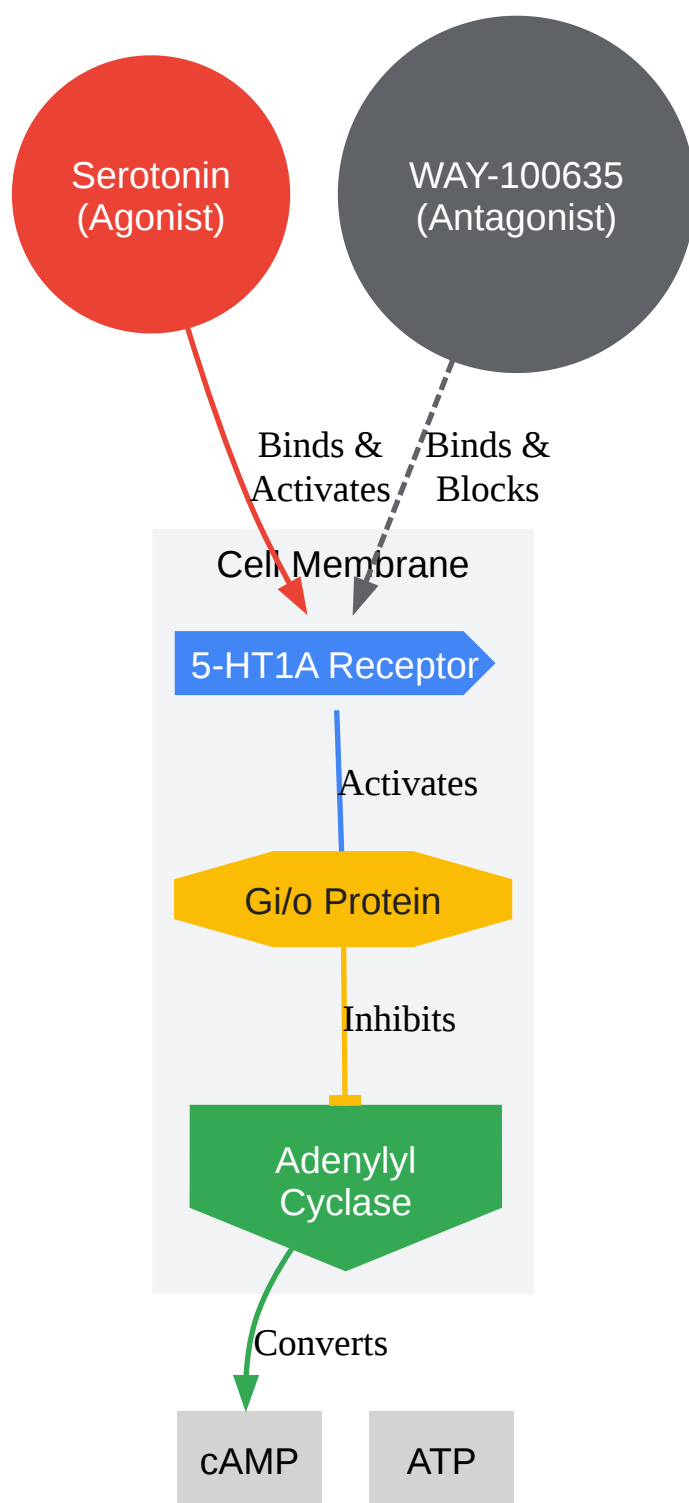 Serotonin
(Agonist)
WAY-100635
(Antagonist)
Binds &
Activates
Binds &
Blocks
Cell Membrane
5-HT1A Receptor
Activates
Gi/o Protein
Inhibits
Adenylyl
Cyclase
Converts
cAMP
ATP